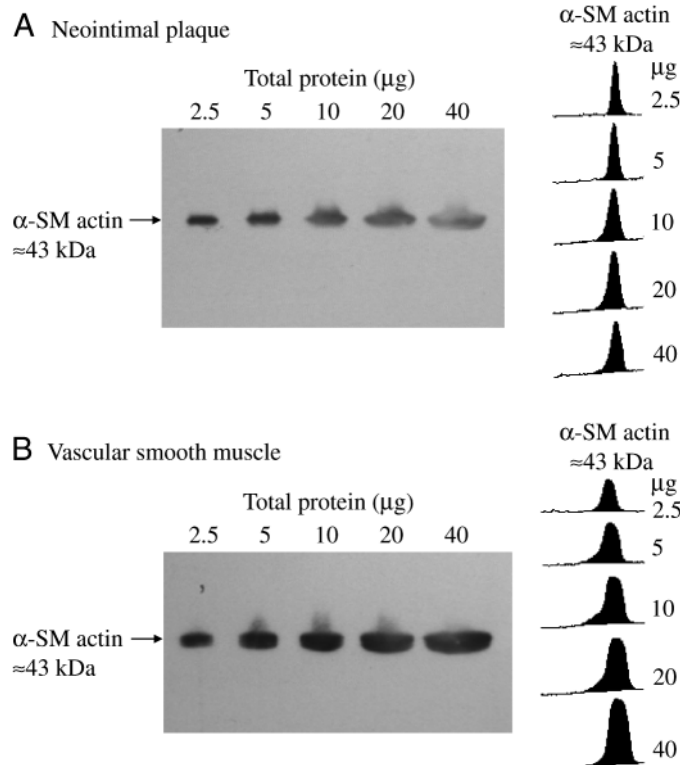 A Neointimal plaque
Total protein (μg)
2.5 5 10 20 40
α-SM actin
≈43 kDa
α-SM actin
≈43 kDa
μg
2.5
5
10
20
40
B Vascular smooth muscle
Total protein (μg)
2.5 5 10 20 40
α-SM actin
≈43 kDa
α-SM actin
≈43 kDa
μg
2.5
5
10
20
40